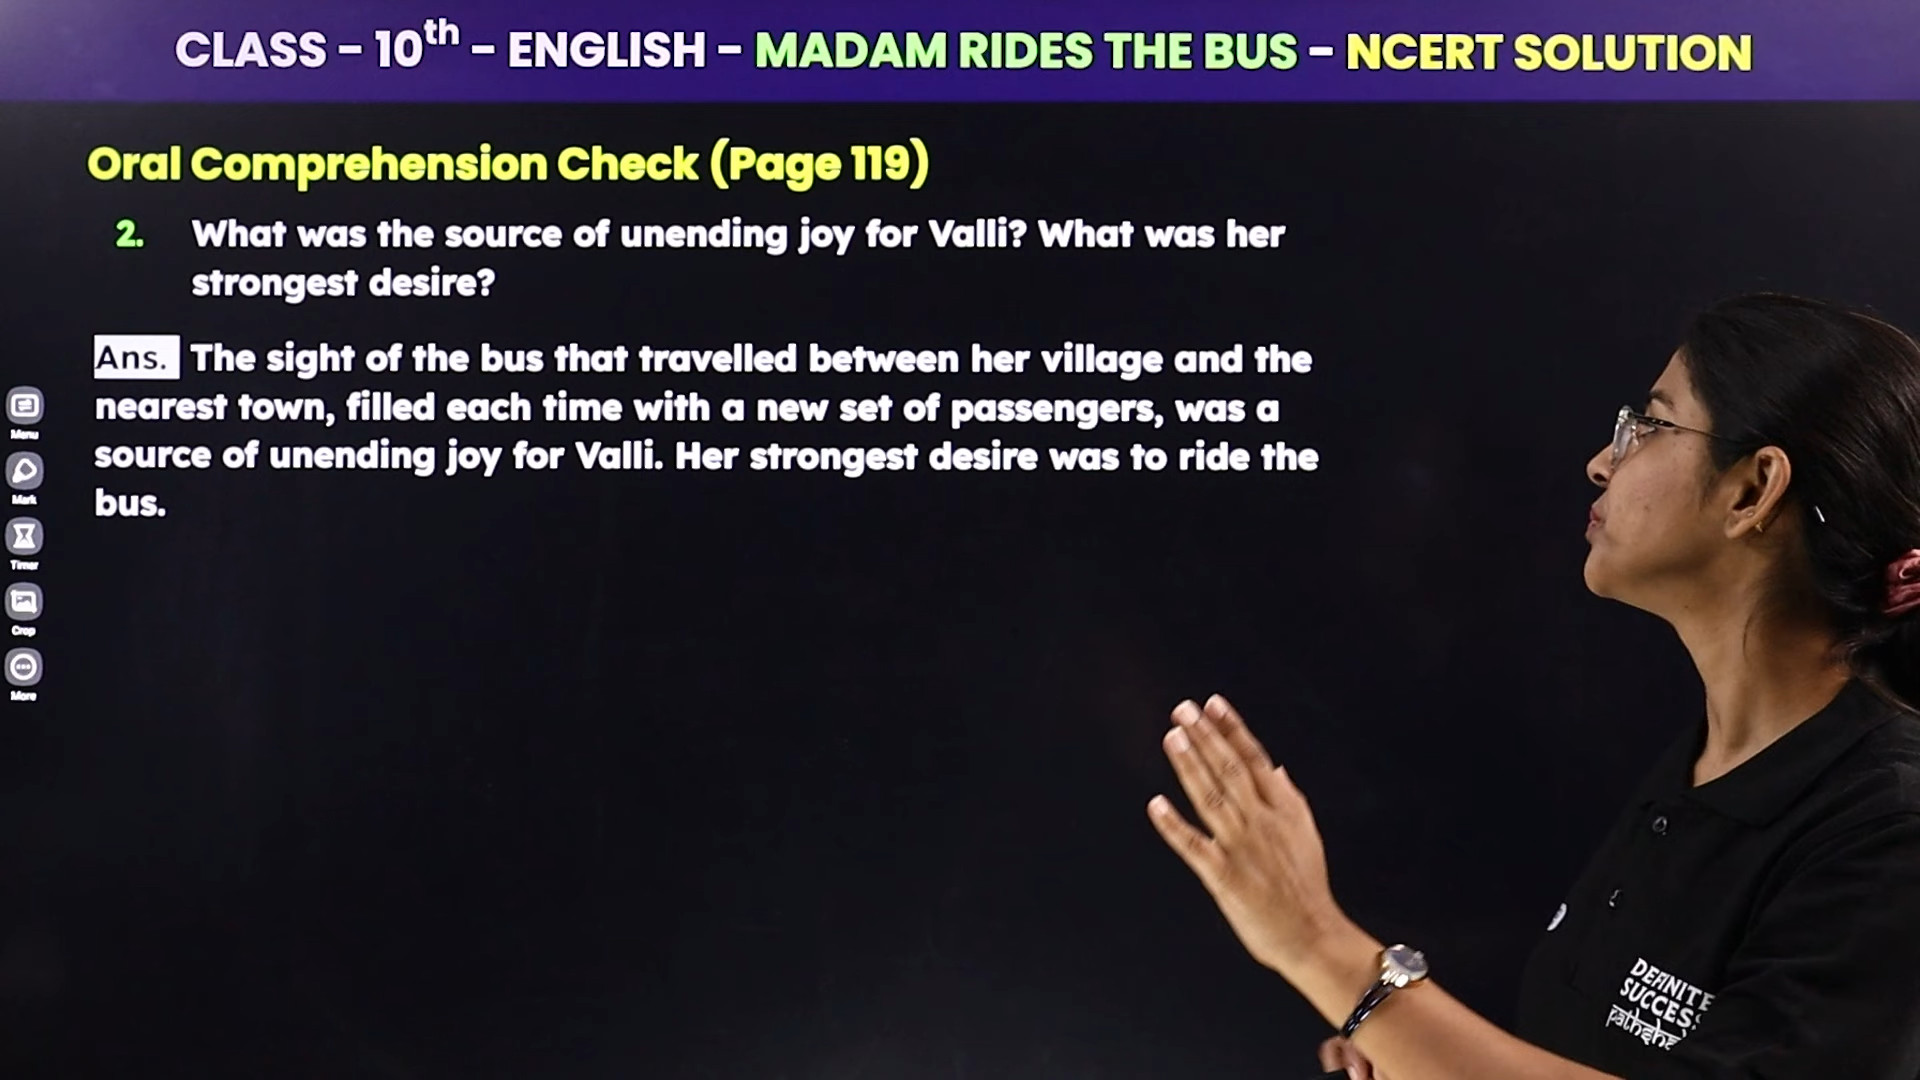 CLASS – 10th – ENGLISH – MADAM RIDES THE BUS – NCERT SOLUTION
Oral Comprehension Check (Page 119)
2. What was the source of unending joy for Valli? What was her
strongest desire?
Ans. The sight of the bus that travelled between her village and the
nearest town, filled each time with a new set of passengers, was a
source of unending joy for Valli. Her strongest desire was to ride the
bus.
Menu
Mark
Timer
Crop
More
DEFINITE
SUCCESS